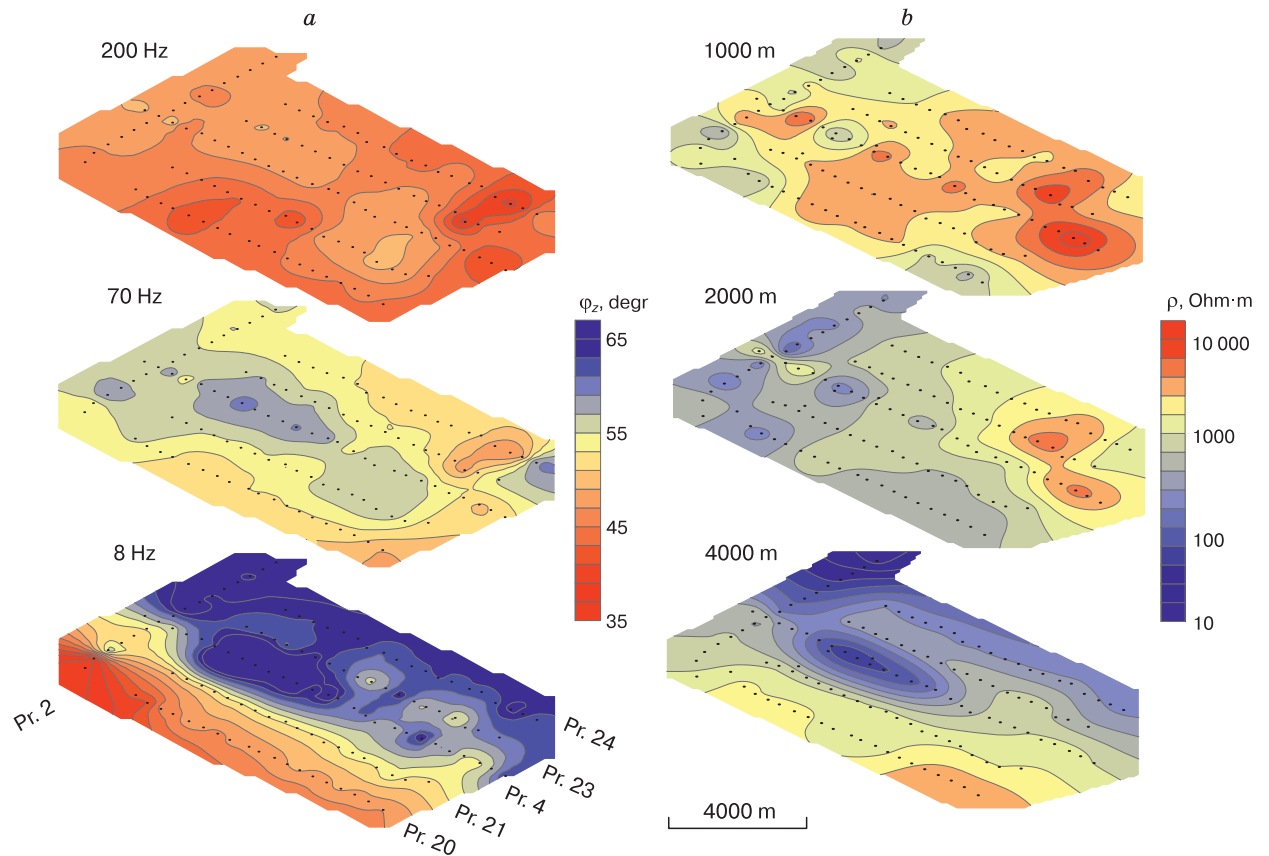 a
b
200 Hz
1000 m
70 Hz
2000 m
φz, degr
65
55
45
35
ρ, Ohm·m
10 000
1000
100
10
8 Hz
4000 m
Pr. 2
Pr. 24
Pr. 23
Pr. 4
Pr. 21
Pr. 20
4000 m